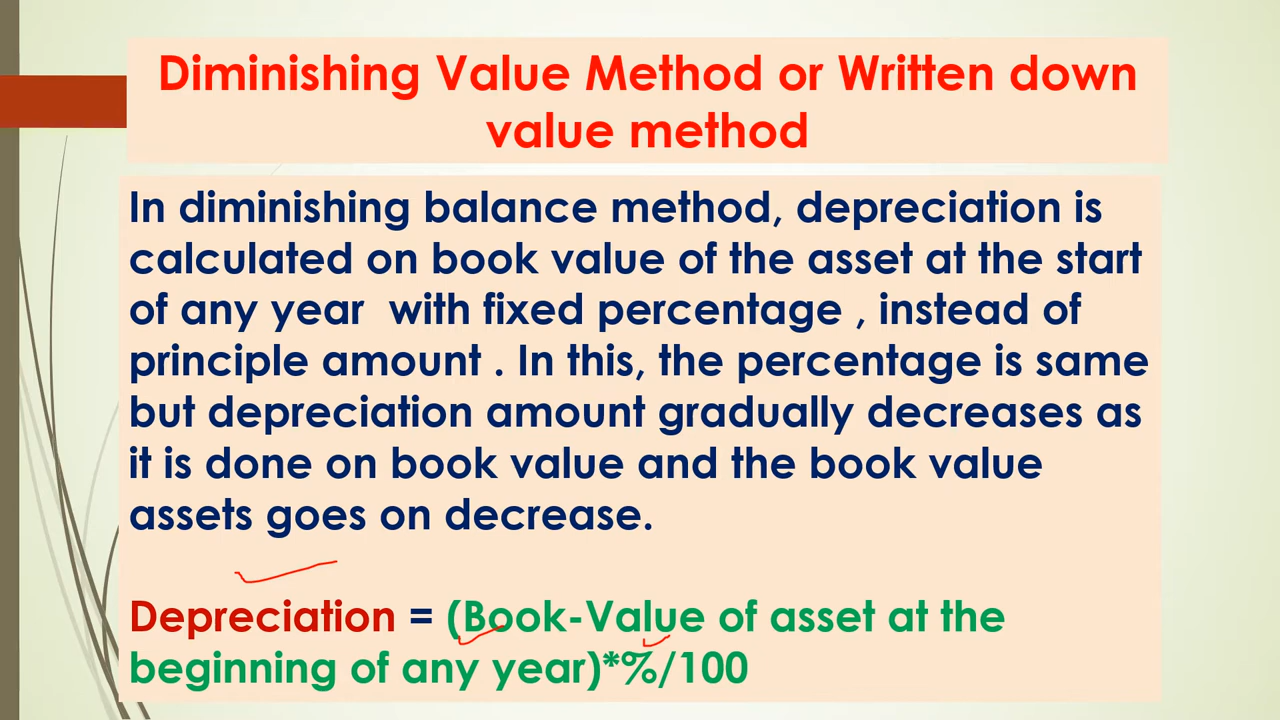 Diminishing Value Method or Written down
value method
In diminishing balance method, depreciation is
calculated on book value of the asset at the start
of any year with fixed percentage , instead of
principle amount . In this, the percentage is same
but depreciation amount gradually decreases as
it is done on book value and the book value
assets goes on decrease.
Depreciation = (Book-Value of asset at the
beginning of any year)*%/100